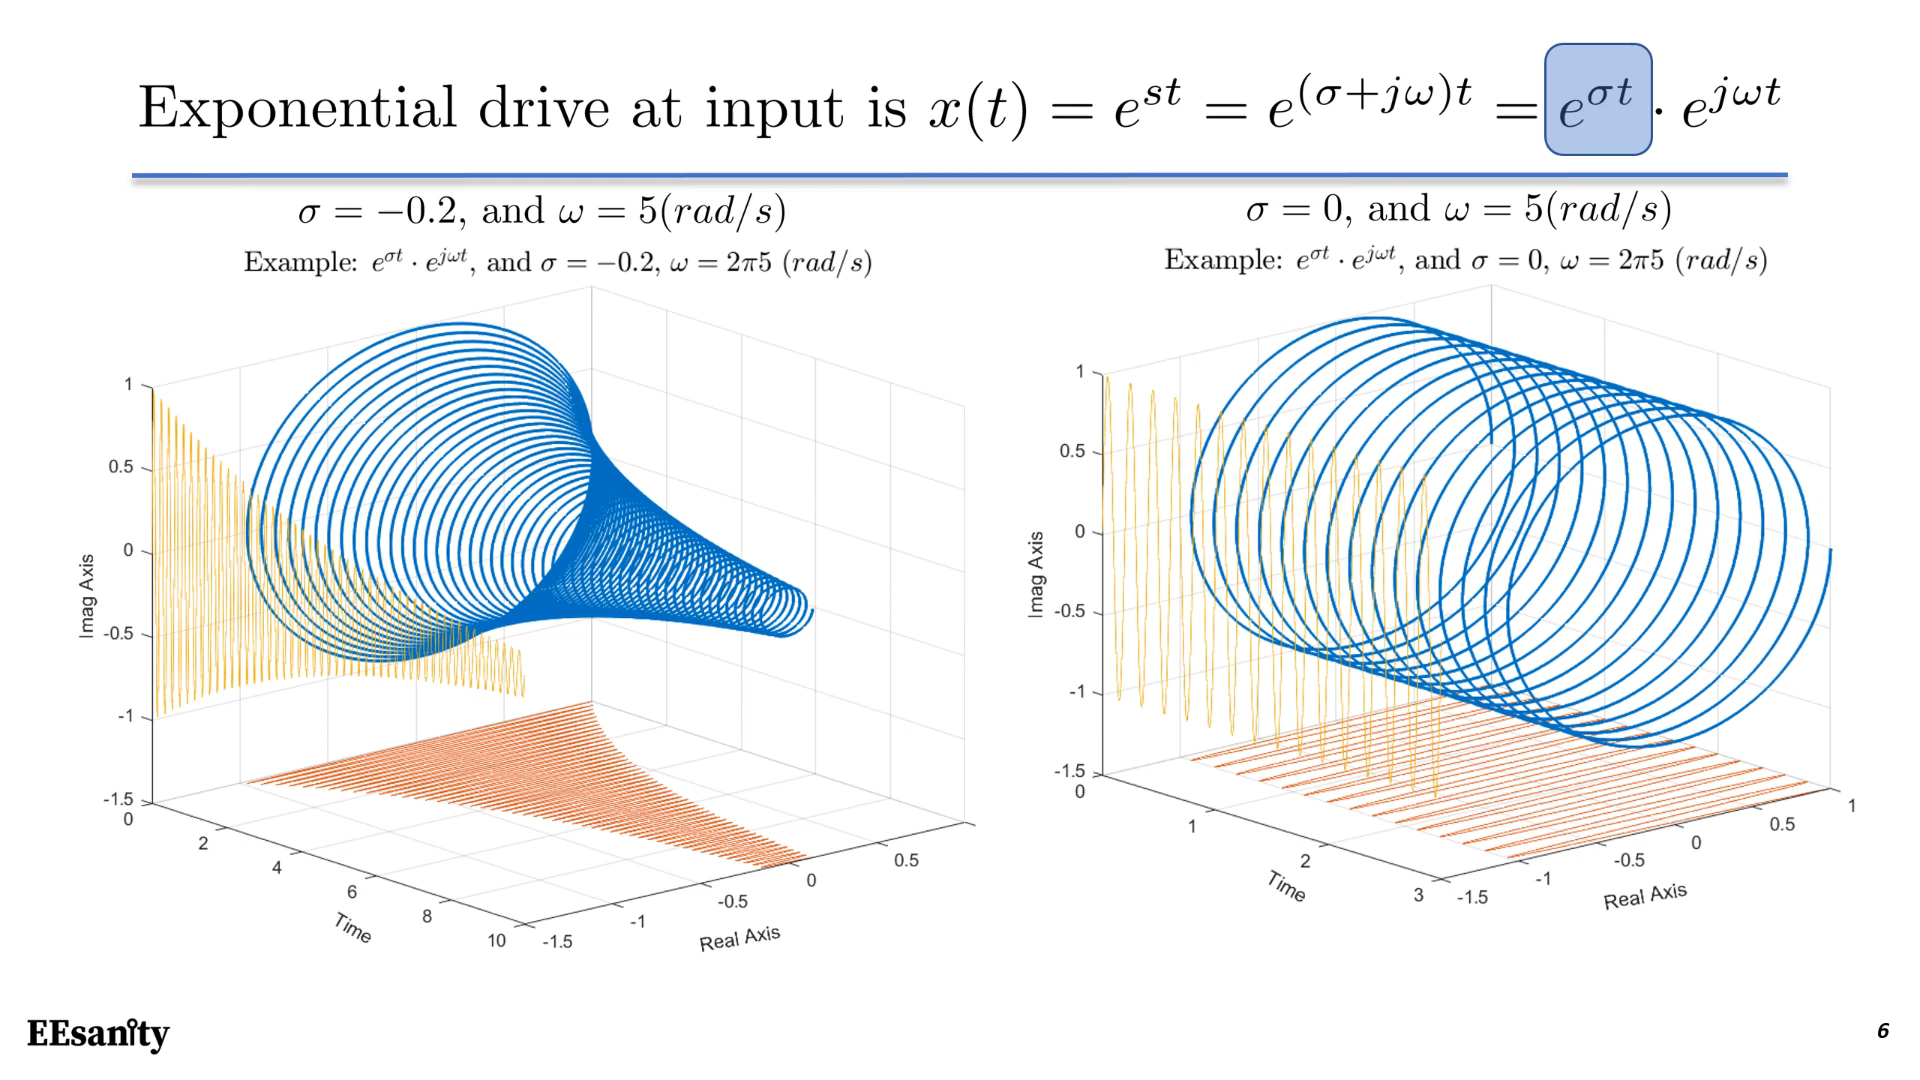 Exponential drive at input is x(t) = e^{st} = e^{(σ+jω)t} = e^{σt} · e^{jωt}
σ = −0.2, and ω = 5(rad/s)
Example: e^{σt} · e^{jωt}, and σ = −0.2, ω = 2π5 (rad/s)
1
0.5
0
-0.5
-1
-1.5
Imag Axis
0
2
4
6
8
10
Time
-1.5
-1
-0.5
0
0.5
Real Axis
σ = 0, and ω = 5(rad/s)
Example: e^{σt} · e^{jωt}, and σ = 0, ω = 2π5 (rad/s)
1
0.5
0
-0.5
-1
-1.5
Imag Axis
0
1
2
3
Time
-1.5
-1
-0.5
0
0.5
1
Real Axis
EEsanity
6